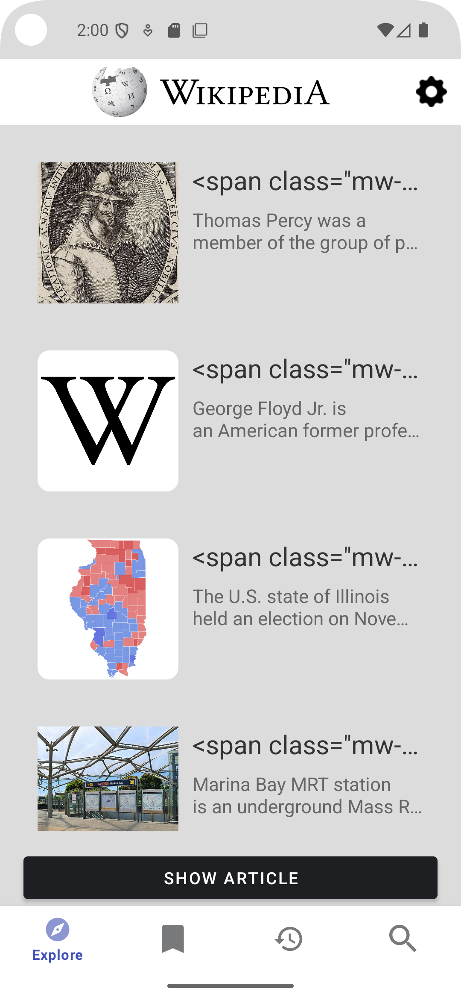 2:00
WIKIPEDIA
<span class="mw-...
Thomas Percy was a
member of the group of p...
MAS PERCIVS NOBILIS
SPIRATIONIS A° MDCV INITA
<span class="mw-...
George Floyd Jr. is
an American former profe...
W
<span class="mw-...
The U.S. state of Illinois
held an election on Nove...
<span class="mw-...
Marina Bay MRT station
is an underground Mass R...
Marina Bay
SHOW ARTICLE
Explore